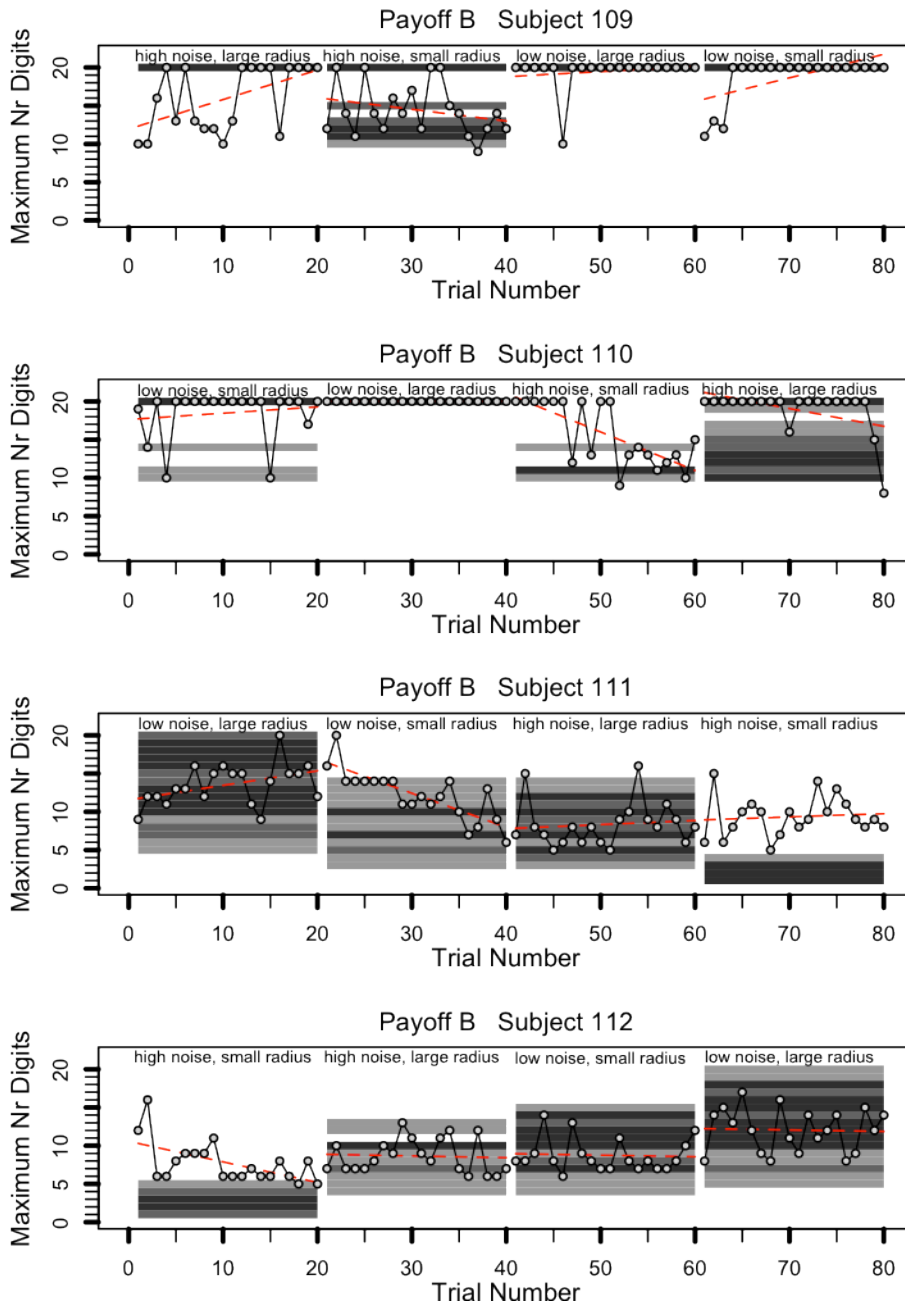 Payoff B Subject 109
high noise, large radius high noise, small radius low noise, large radius low noise, small radius
Maximum Nr Digits
20
10
5
0
0 10 20 30 40 50 60 70 80
Trial Number
Payoff B Subject 110
low noise, small radius low noise, large radius high noise, small radius high noise, large radius
Maximum Nr Digits
20
10
5
0
0 10 20 30 40 50 60 70 80
Trial Number
Payoff B Subject 111
low noise, large radius low noise, small radius high noise, large radius high noise, small radius
Maximum Nr Digits
20
10
5
0
0 10 20 30 40 50 60 70 80
Trial Number
Payoff B Subject 112
high noise, small radius high noise, large radius low noise, small radius low noise, large radius
Maximum Nr Digits
20
10
5
0
0 10 20 30 40 50 60 70 80
Trial Number